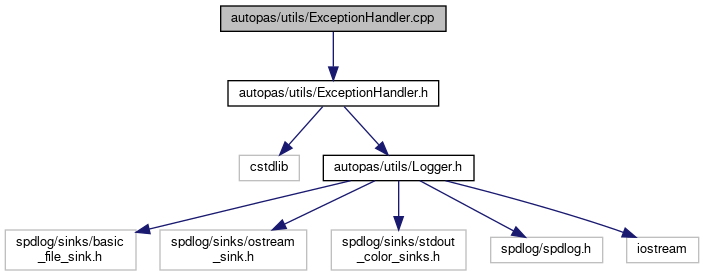 autopas/utils/ExceptionHandler.cpp
autopas/utils/ExceptionHandler.h
cstdlib
autopas/utils/Logger.h
spdlog/sinks/basic
_file_sink.h
spdlog/sinks/ostream
_sink.h
spdlog/sinks/stdout
_color_sinks.h
spdlog/spdlog.h
iostream